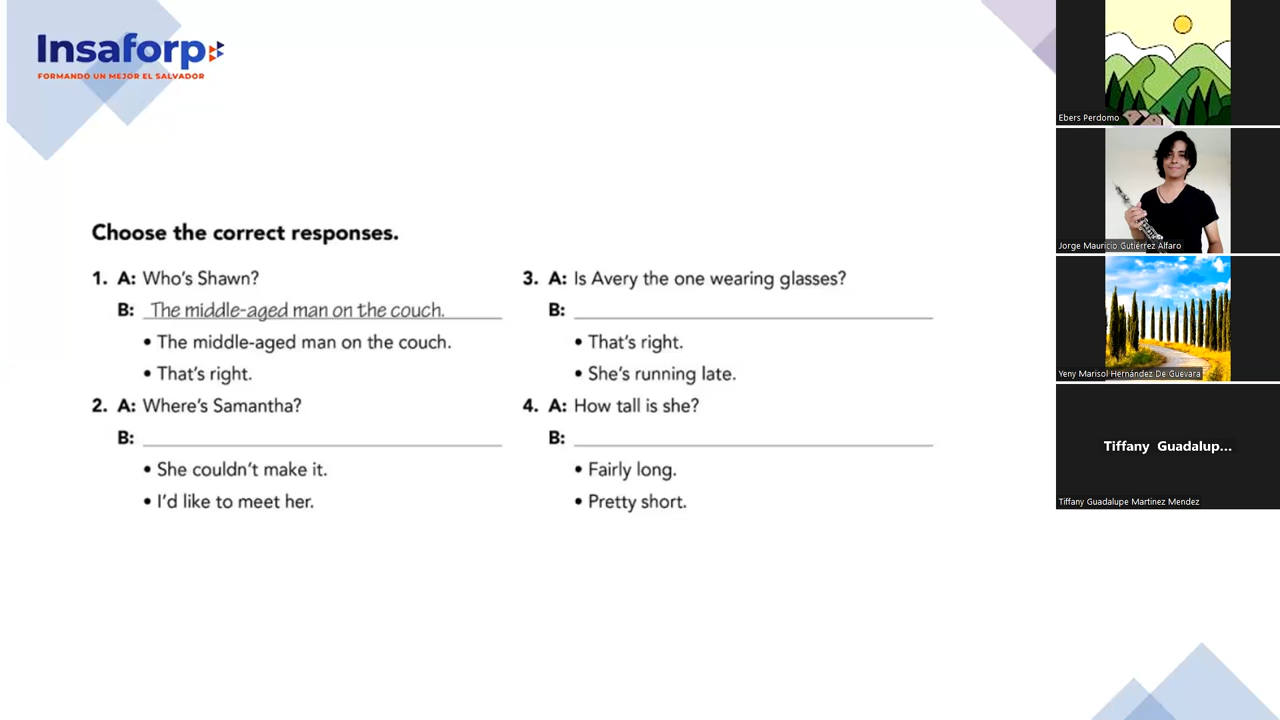 Insaforp
FORMANDO UN MEJOR EL SALVADOR
Choose the correct responses.
1. A: Who's Shawn?
B: The middle-aged man on the couch.
• The middle-aged man on the couch.
• That's right.
2. A: Where's Samantha?
B:
• She couldn't make it.
• I'd like to meet her.
3. A: Is Avery the one wearing glasses?
B:
• That's right.
• She's running late.
4. A: How tall is she?
B:
• Fairly long.
• Pretty short.
Ebers Perdomo
Jorge Mauricio Gutiérrez Alfaro
Yeny Marisol Hernández De Guevara
Tiffany Guadalup...
Tiffany Guadalupe Martinez Mendez